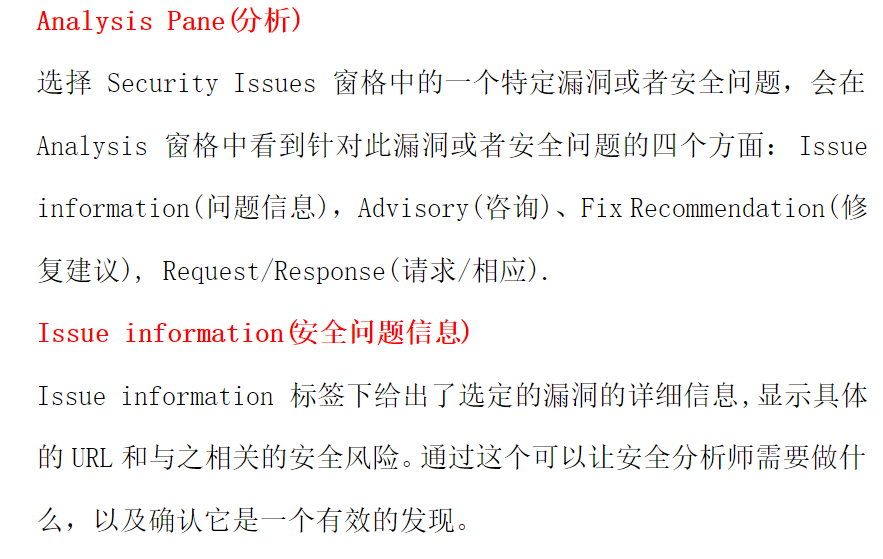 Analysis Pane(分析)
选择 Security Issues 窗格中的一个特定漏洞或者安全问题，会在
Analysis 窗格中看到针对此漏洞或者安全问题的四个方面：Issue
information(问题信息)，Advisory(咨询)、Fix Recommendation(修
复建议), Request/Response(请求/相应).
Issue information(安全问题信息)
Issue information 标签下给出了选定的漏洞的详细信息,显示具体
的 URL 和与之相关的安全风险。通过这个可以让安全分析师需要做什
么，以及确认它是一个有效的发现。